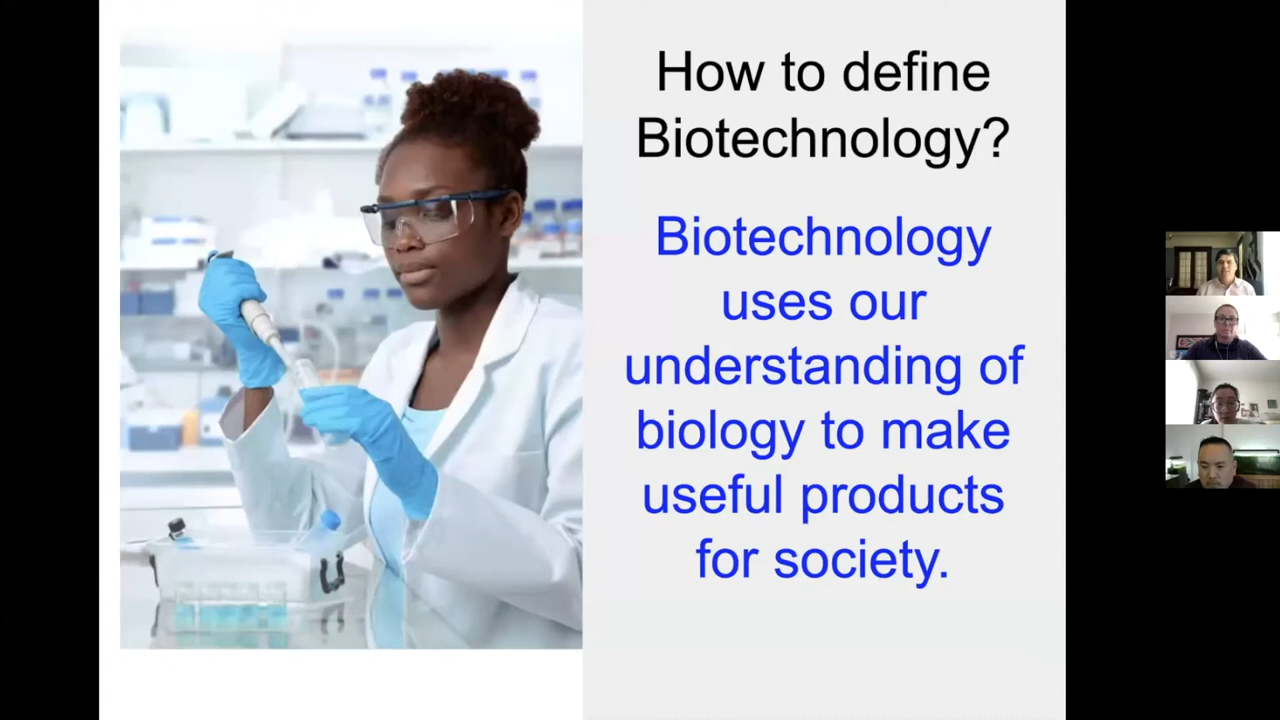 How to define
Biotechnology?
Biotechnology
uses our
understanding of
biology to make
useful products
for society.